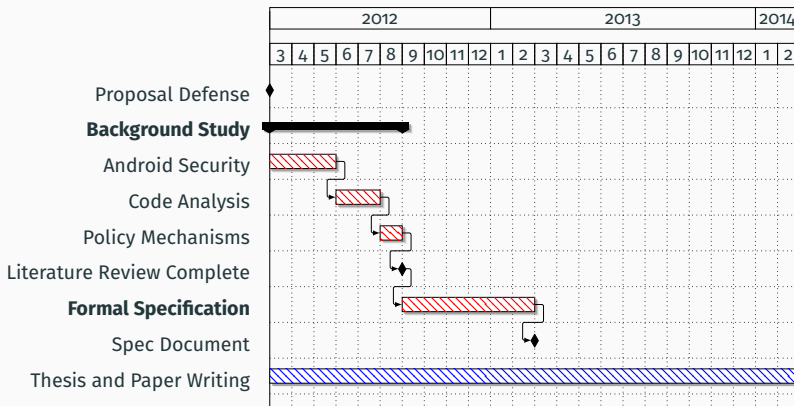 2012 2013 2014
3 4 5 6 7 8 9 10 11 12 1 2 3 4 5 6 7 8 9 10 11 12 1 2
Proposal Defense
Background Study
Android Security
Code Analysis
Policy Mechanisms
Literature Review Complete
Formal Specification
Spec Document
Thesis and Paper Writing